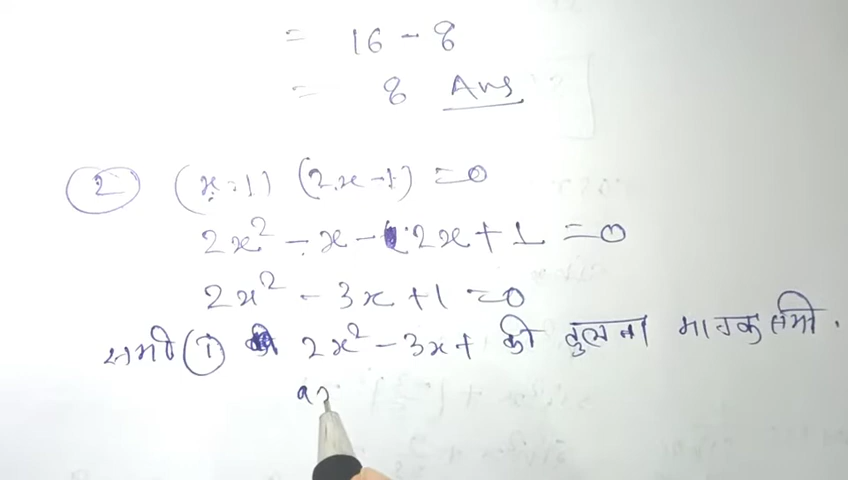 = 16 - 8
= 8 Ans
(2) (x-1) (2x-1) =0
2x² - x - 2x + 1 =0
2x² - 3x +1 =0
समी (1) 2x² - 3x + की तुलना मानक समी.